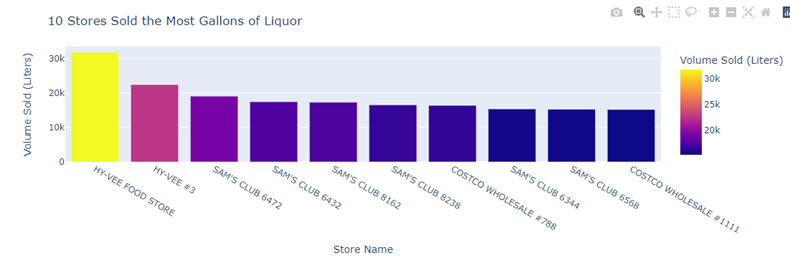 10 Stores Sold the Most Gallons of Liquor
Volume Sold (Liters)
30k
20k
10k
0
HY-VEE FOOD STORE
HY-VEE #3
SAM'S CLUB 6472
SAM'S CLUB 6432
SAM'S CLUB 8162
SAM'S CLUB 8238
COSTCO WHOLESALE #788
SAM'S CLUB 6344
SAM'S CLUB 6568
COSTCO WHOLESALE #1111
Store Name
Volume Sold (Liters)
30k
25k
20k